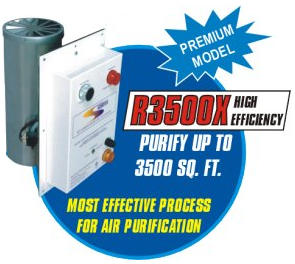 PREMIUM
MODEL
R3500X HIGH
EFFICIENCY
PURIFY UP TO
3500 SQ. FT.
MOST EFFECTIVE PROCESS
FOR AIR PURIFICATION